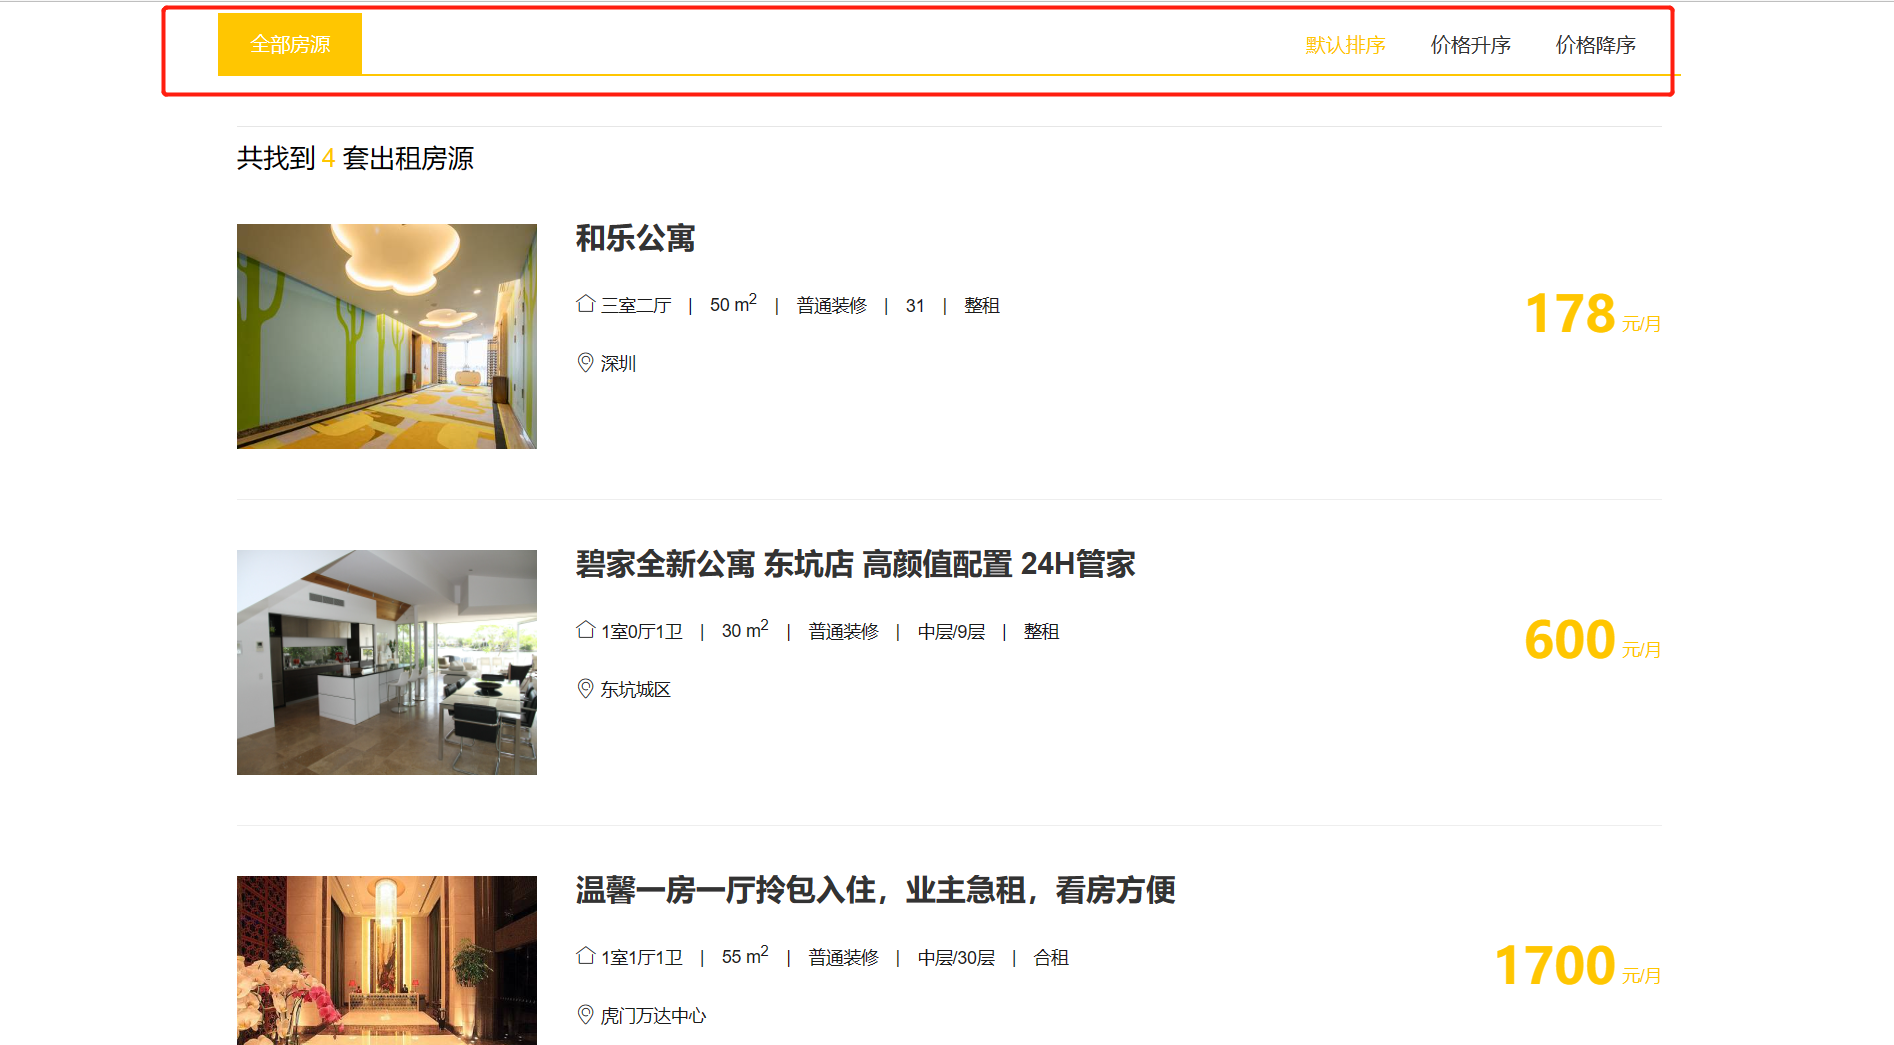 全部房源
默认排序 价格升序 价格降序
共找到 4 套出租房源
和乐公寓
三室二厅 | 50 m² | 普通装修 | 31 | 整租
178 元/月
深圳
碧家全新公寓 东坑店 高颜值配置 24H管家
1室0厅1卫 | 30 m² | 普通装修 | 中层/9层 | 整租
600 元/月
东坑城区
温馨一房一厅拎包入住，业主急租，看房方便
1室1厅1卫 | 55 m² | 普通装修 | 中层/30层 | 合租
1700 元/月
虎门万达中心